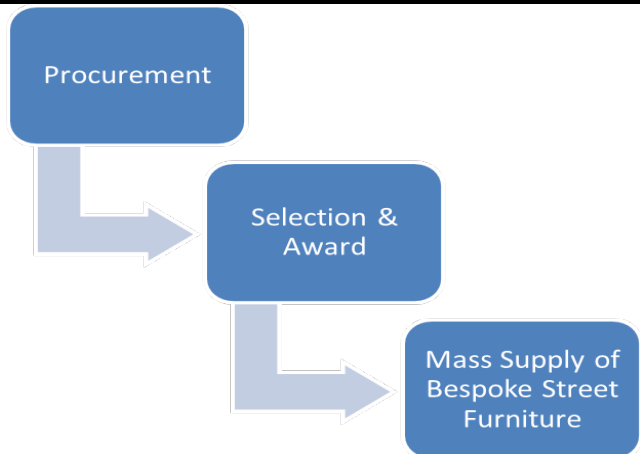 Procurement
Selection &
Award
Mass Supply of
Bespoke Street
Furniture